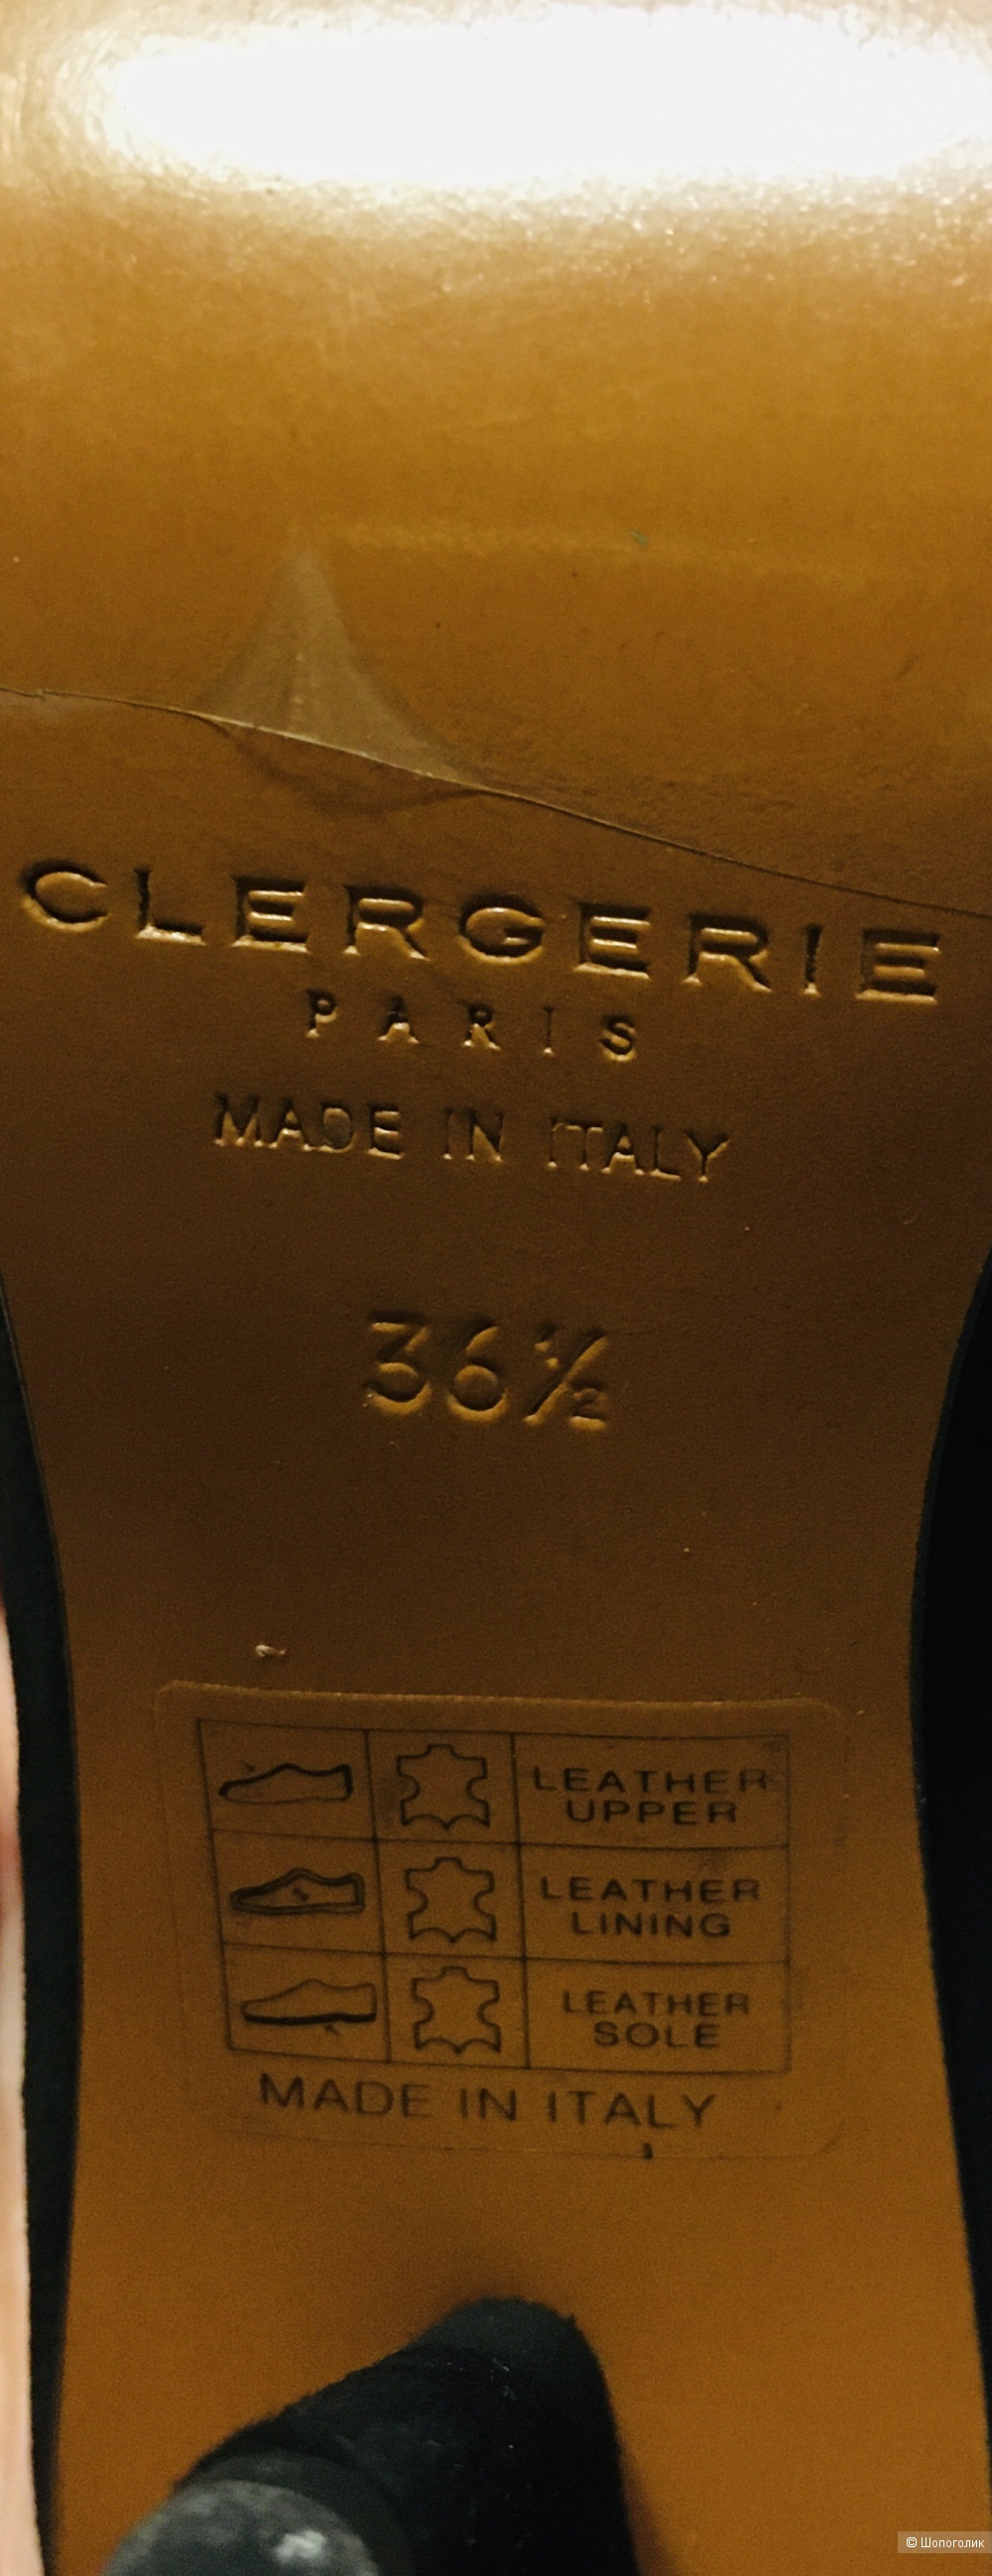 CLERGERIE
PARIS
MADE IN ITALY
36½
LEATHER
UPPER
LEATHER
LINING
LEATHER
SOLE
MADE IN ITALY
© Шопоголик